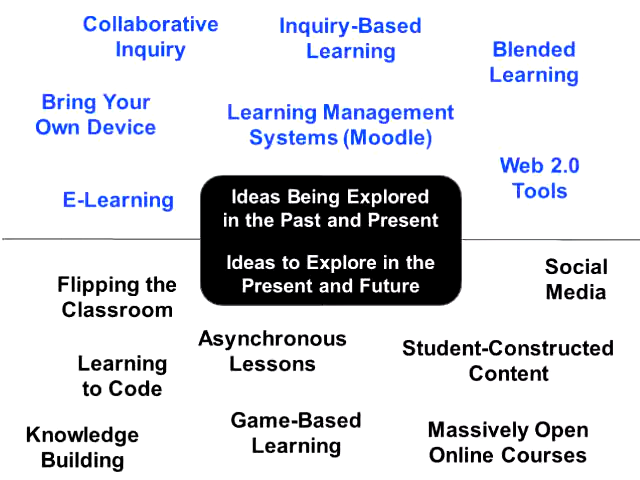 Collaborative
Inquiry
Inquiry-Based
Learning
Blended
Learning
Bring Your
Own Device
Learning Management
Systems (Moodle)
Web 2.0
Tools
E-Learning
Ideas Being Explored
in the Past and Present
Ideas to Explore in the
Present and Future
Social
Media
Flipping the
Classroom
Asynchronous
Lessons
Student-Constructed
Content
Learning
to Code
Game-Based
Learning
Massively Open
Online Courses
Knowledge
Building